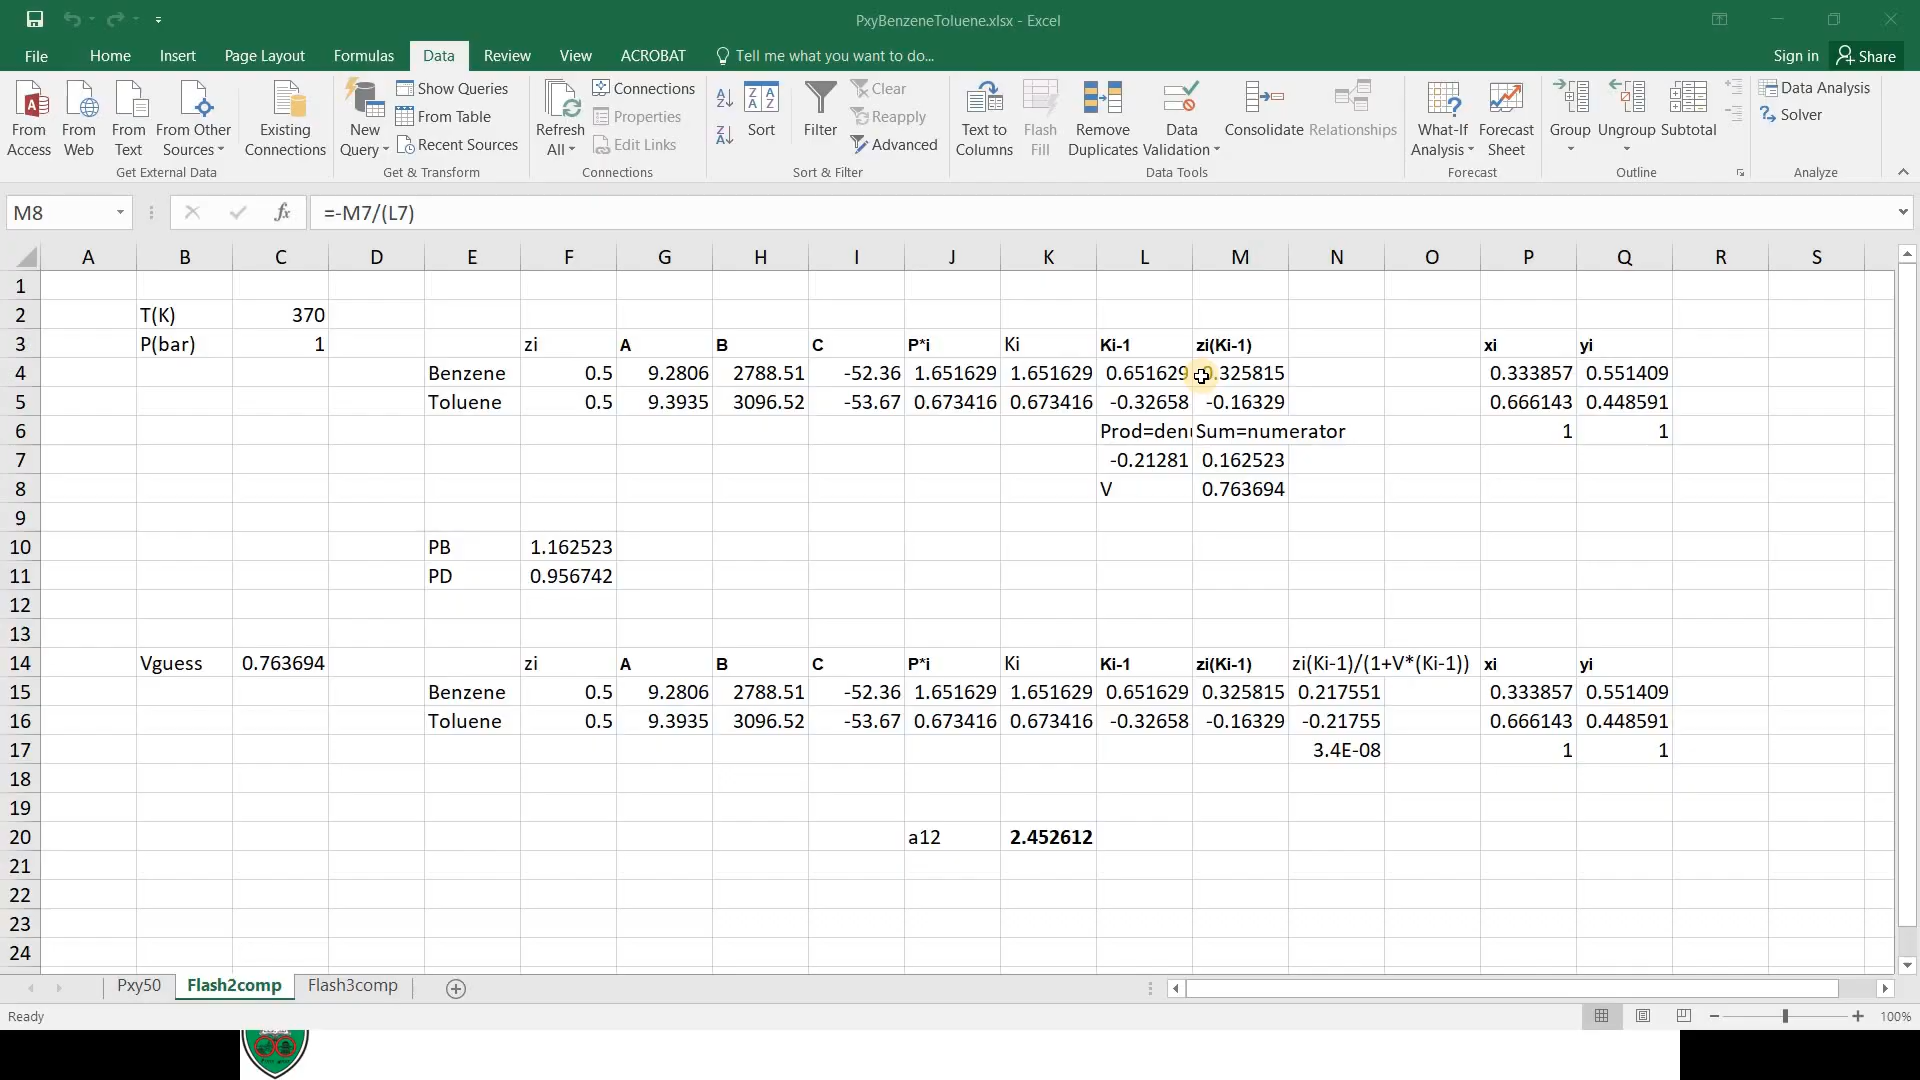 PxyBenzeneToluene.xlsx - Excel
File Home Insert Page Layout Formulas Data Review View ACROBAT Tell me what you want to do... Sign in Share
From Access From Web From Text From Other Sources Existing Connections
Get External Data
New Query Show Queries From Table Recent Sources
Get & Transform
Refresh All Connections Properties Edit Links
Connections
Sort Filter Clear Reapply Advanced
Sort & Filter
Text to Columns Flash Fill Remove Duplicates Data Validation Consolidate Relationships
Data Tools
What-If Analysis Forecast Sheet
Forecast
Group Ungroup Subtotal
Outline
Data Analysis Solver
Analyze
M8 fx =-M7/(L7)
A B C D E F G H I J K L M N O P Q R S
1
2 T(K) 370
3 P(bar) 1 zi A B C P*i Ki Ki-1 zi(Ki-1) xi yi
4 Benzene 0.5 9.2806 2788.51 -52.36 1.651629 1.651629 0.651629 0.325815 0.333857 0.551409
5 Toluene 0.5 9.3935 3096.52 -53.67 0.673416 0.673416 -0.32658 -0.16329 0.666143 0.448591
6 Prod=den Sum=numerator 1 1
7 -0.21281 0.162523
8 V 0.763694
9
10 PB 1.162523
11 PD 0.956742
12
13
14 Vguess 0.763694 zi A B C P*i Ki Ki-1 zi(Ki-1) zi(Ki-1)/(1+V*(Ki-1)) xi yi
15 Benzene 0.5 9.2806 2788.51 -52.36 1.651629 1.651629 0.651629 0.325815 0.217551 0.333857 0.551409
16 Toluene 0.5 9.3935 3096.52 -53.67 0.673416 0.673416 -0.32658 -0.16329 -0.21755 0.666143 0.448591
17 3.4E-08 1 1
18
19
20 a12 2.452612
21
22
23
24
Pxy50 Flash2comp Flash3comp
Ready 100%